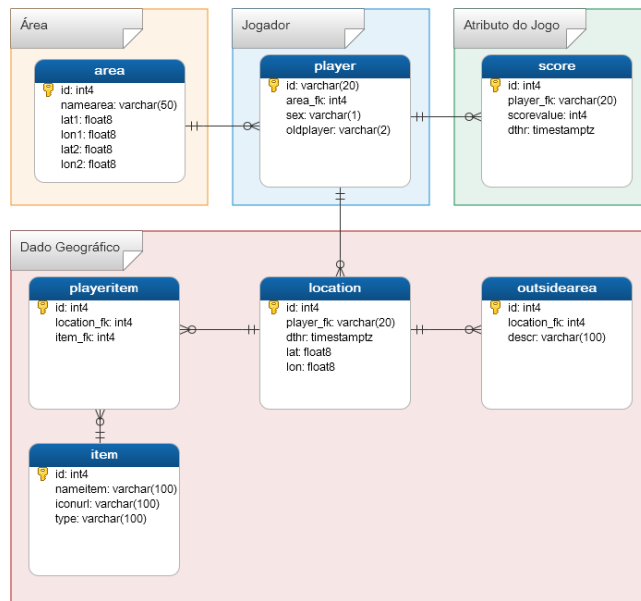 Área
area
id: int4
namearea: varchar(50)
lat1: float8
lon1: float8
lat2: float8
lon2: float8
Jogador
player
id: varchar(20)
area_fk: int4
sex: varchar(1)
oldplayer: varchar(2)
Atributo do Jogo
score
id: int4
player_fk: varchar(20)
scorevalue: int4
dthr: timestamptz
Dado Geográfico
playeritem
id: int4
location_fk: int4
item_fk: int4
location
id: int4
player_fk: varchar(20)
dthr: timestamptz
lat: float8
lon: float8
outsidearea
id: int4
location_fk: int4
descr: varchar(100)
item
id: int4
nameitem: varchar(100)
iconurl: varchar(100)
type: varchar(100)